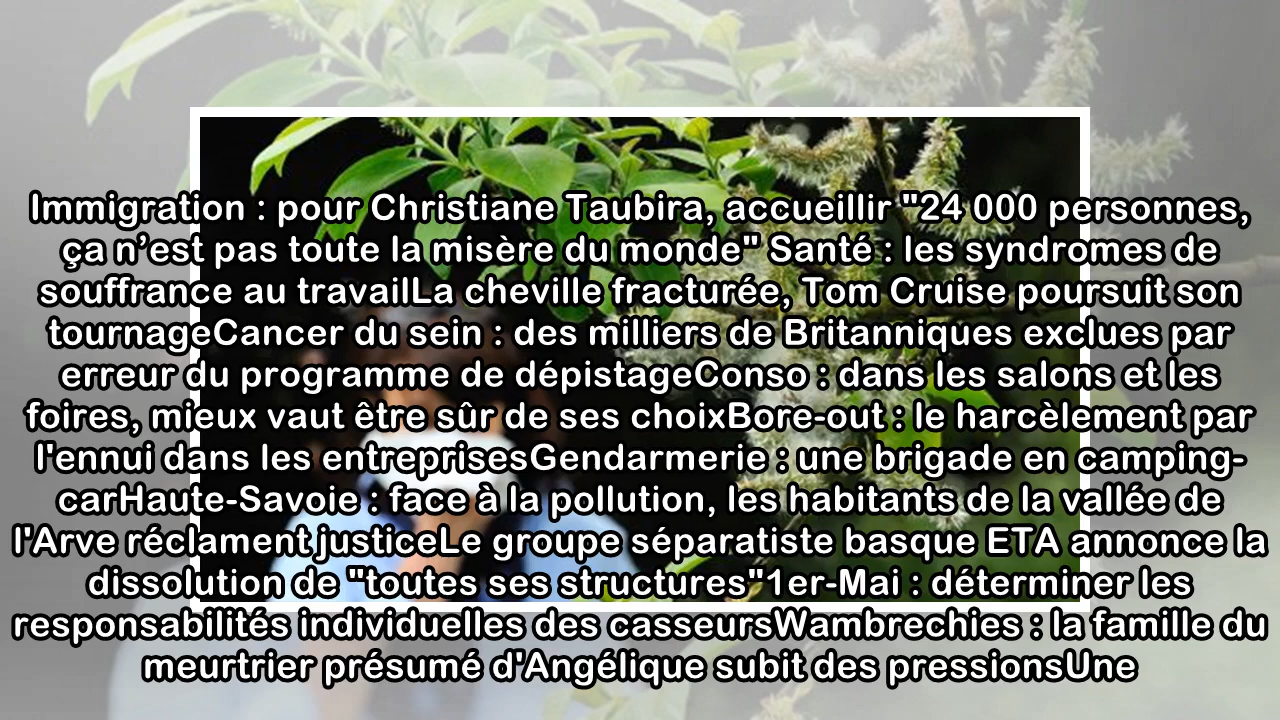 Immigration : pour Christiane Taubira, accueillir "24 000 personnes,
ça n’est pas toute la misère du monde" Santé : les syndromes de
souffrance au travailLa cheville fracturée, Tom Cruise poursuit son
tournageCancer du sein : des milliers de Britanniques exclues par
erreur du programme de dépistageConso : dans les salons et les
foires, mieux vaut être sûr de ses choixBore-out : le harcèlement par
l'ennui dans les entreprisesGendarmerie : une brigade en camping-
carHaute-Savoie : face à la pollution, les habitants de la vallée de
l'Arve réclament justiceLe groupe séparatiste basque ETA annonce la
dissolution de "toutes ses structures"1er-Mai : déterminer les
responsabilités individuelles des casseursWambrechies : la famille du
meurtrier présumé d'Angélique subit des pressionsUne